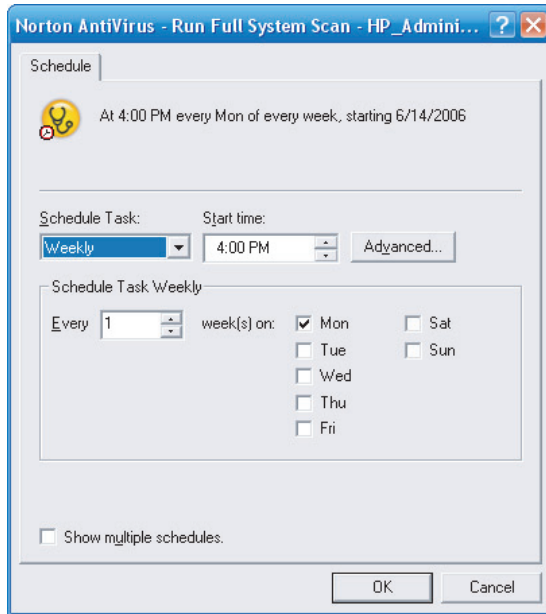 Norton AntiVirus - Run Full System Scan - HP_Admini...
Schedule
At 4:00 PM every Mon of every week, starting 6/14/2006
Schedule Task: Start time:
Weekly 4:00 PM Advanced...
Schedule Task Weekly
Every 1 week(s) on: Mon Sat
Tue Sun
Wed
Thu
Fri
Show multiple schedules.
OK Cancel